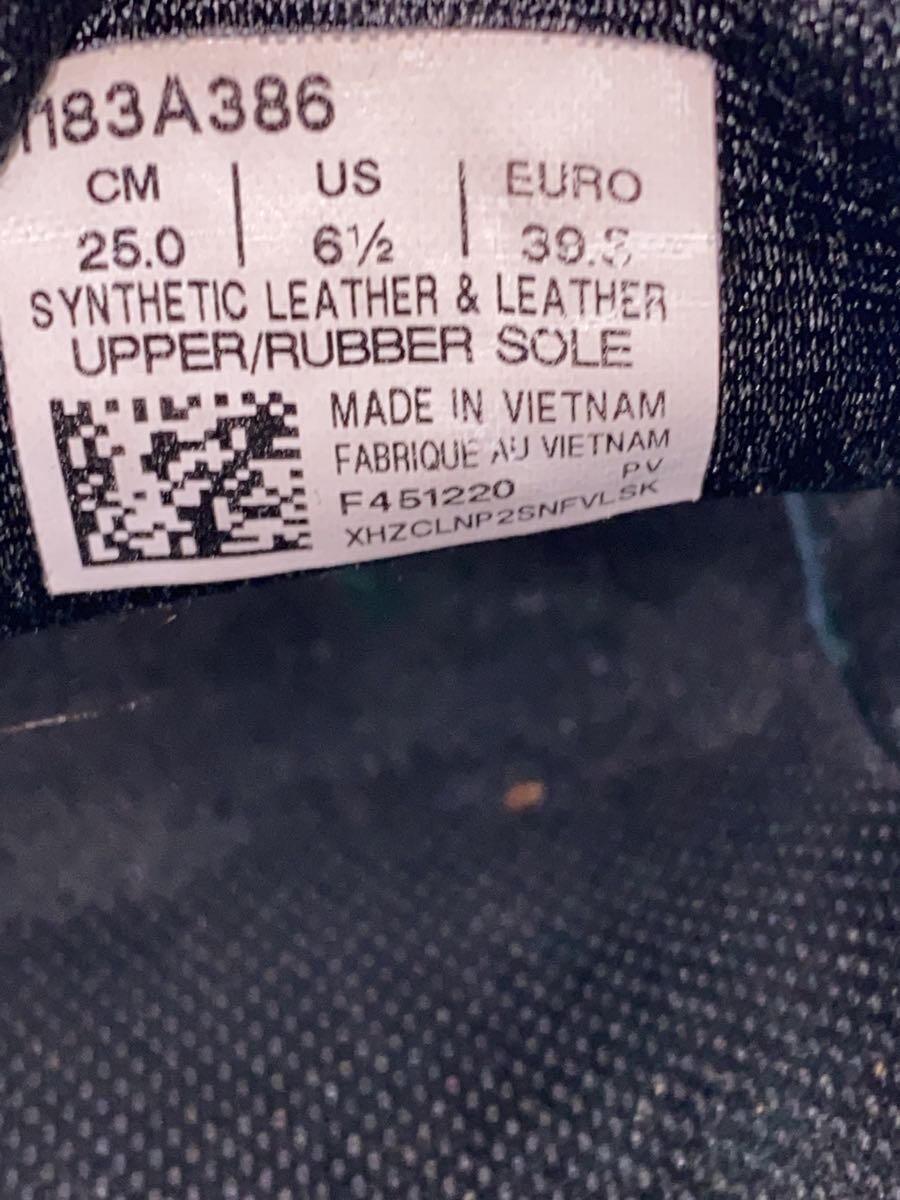 1183A386
CM | US | EURO
25.0 | 6½ | 39.5
SYNTHETIC LEATHER & LEATHER
UPPER/RUBBER SOLE
MADE IN VIETNAM
FABRIQUE AU VIETNAM
PV
F451220
XHZCLNP2SNFVLSK